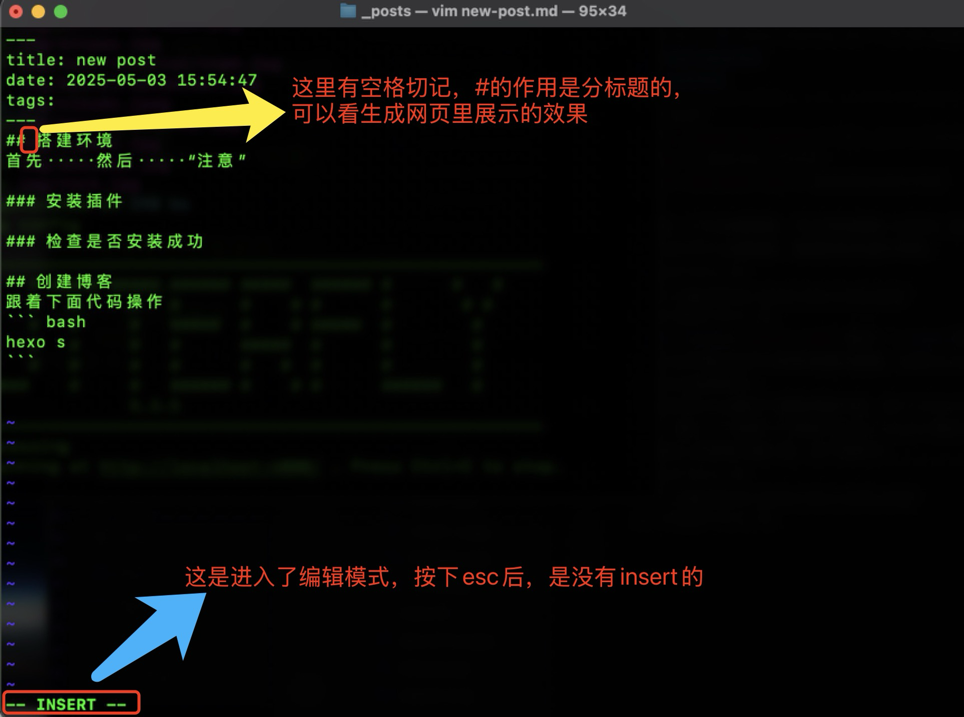 _posts — vim new-post.md — 95×34
---
title: new post
date: 2025-05-03 15:54:47
tags:
---
这里有空格切记，#的作用是分标题的，
可以看生成网页里展示的效果
## 搭建环境
首先·····然后·····“注意”
### 安装插件
### 检查是否安装成功
## 创建博客
跟着下面代码操作
``` bash
hexo s
```
~
~
~
~
~
~
~
~
~
~
~
~
~
~
这是进入了编辑模式，按下esc后，是没有insert的
-- INSERT --